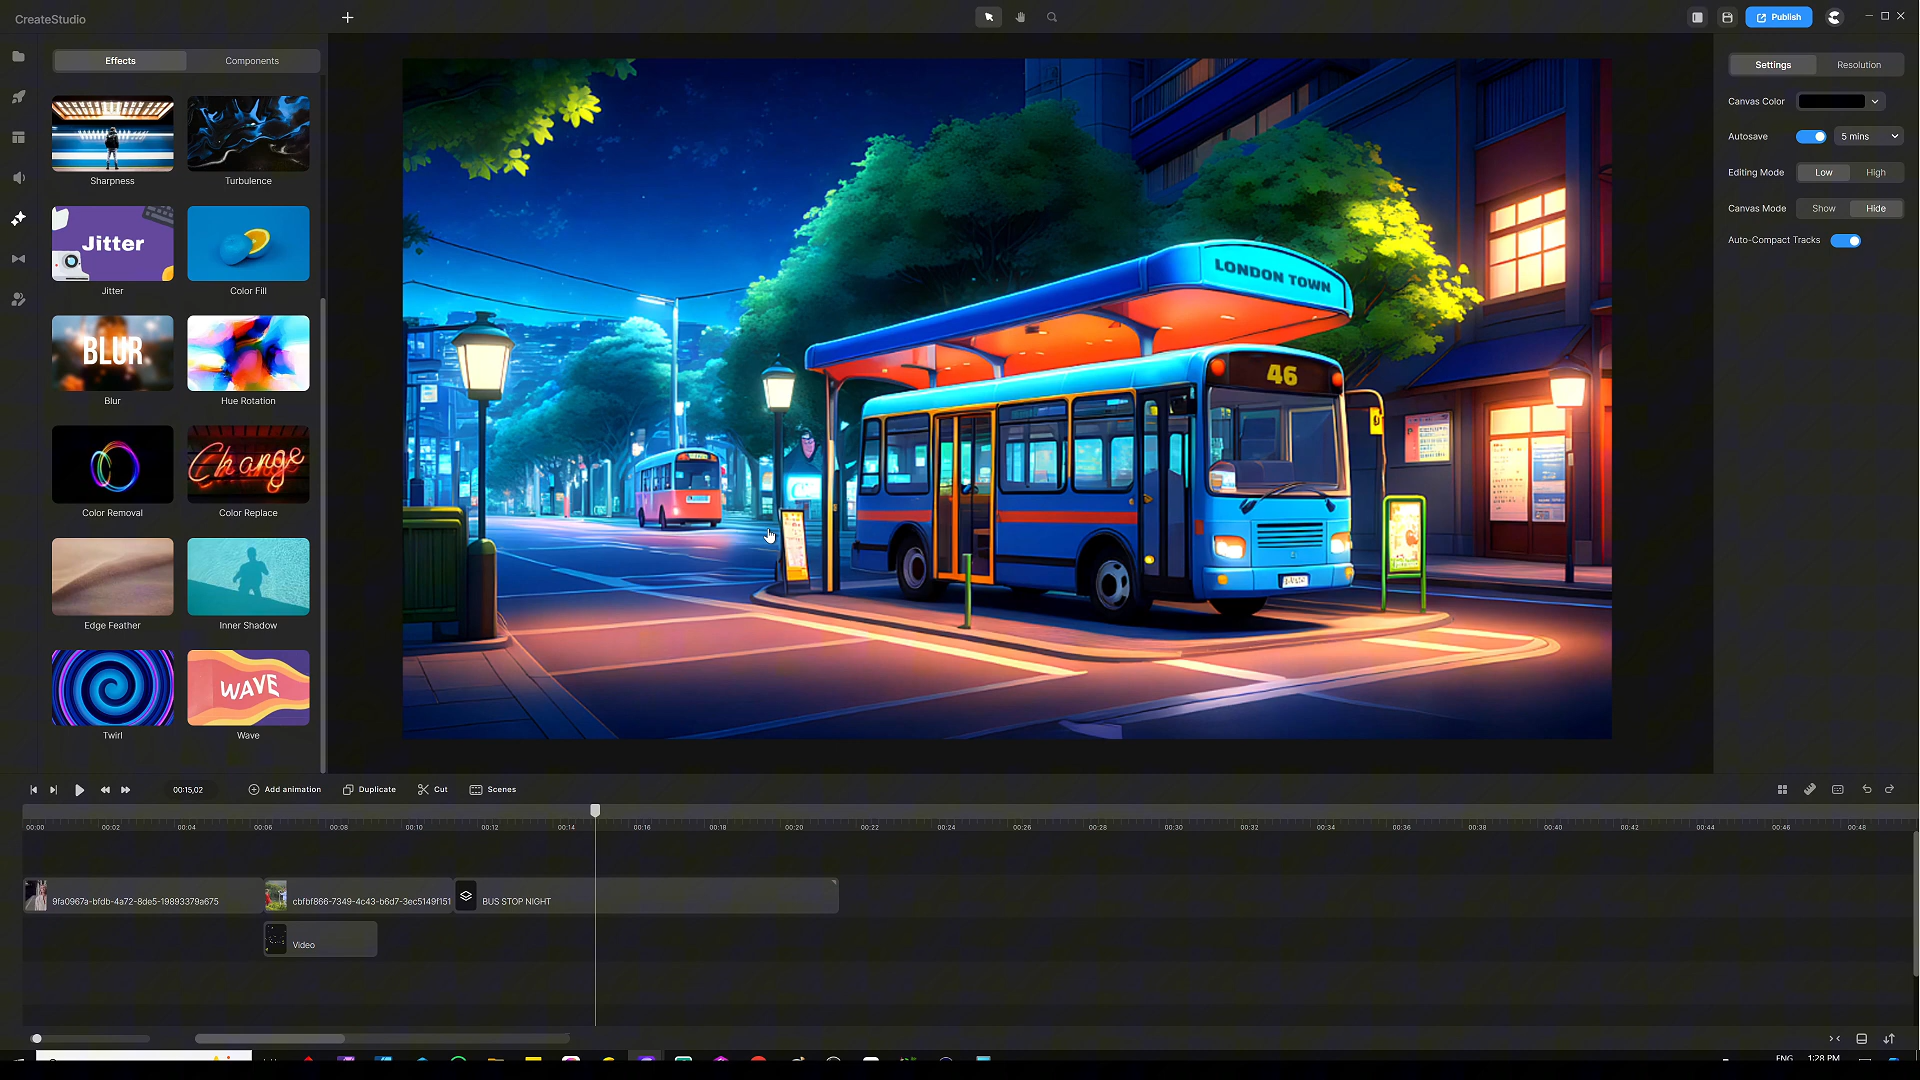 CreateStudio
Publish
Effects
Components
Settings
Resolution
Canvas Color
Autosave
5 mins
Editing Mode
Low
High
Canvas Mode
Show
Hide
Auto-Compact Tracks
Sharpness
Turbulence
Jitter
Jitter
Color Fill
BLUR
Blur
Hue Rotation
Color Removal
Change
Color Replace
Edge Feather
Inner Shadow
Twirl
WAVE
Wave
LONDON TOWN
46
00:15,02
Add animation
Duplicate
Cut
Scenes
00:00
00:02
00:04
00:06
00:08
00:10
00:12
00:14
00:16
00:18
00:20
00:22
00:24
00:26
00:28
00:30
00:32
00:34
00:36
00:38
00:40
00:42
00:44
00:46
00:48
9fa0967a-bfdb-4a72-8de5-19893379a675
cbfbf866-7349-4c43-b6d7-3ec5149f151
BUS STOP NIGHT
Video
ENG
1:28 PM